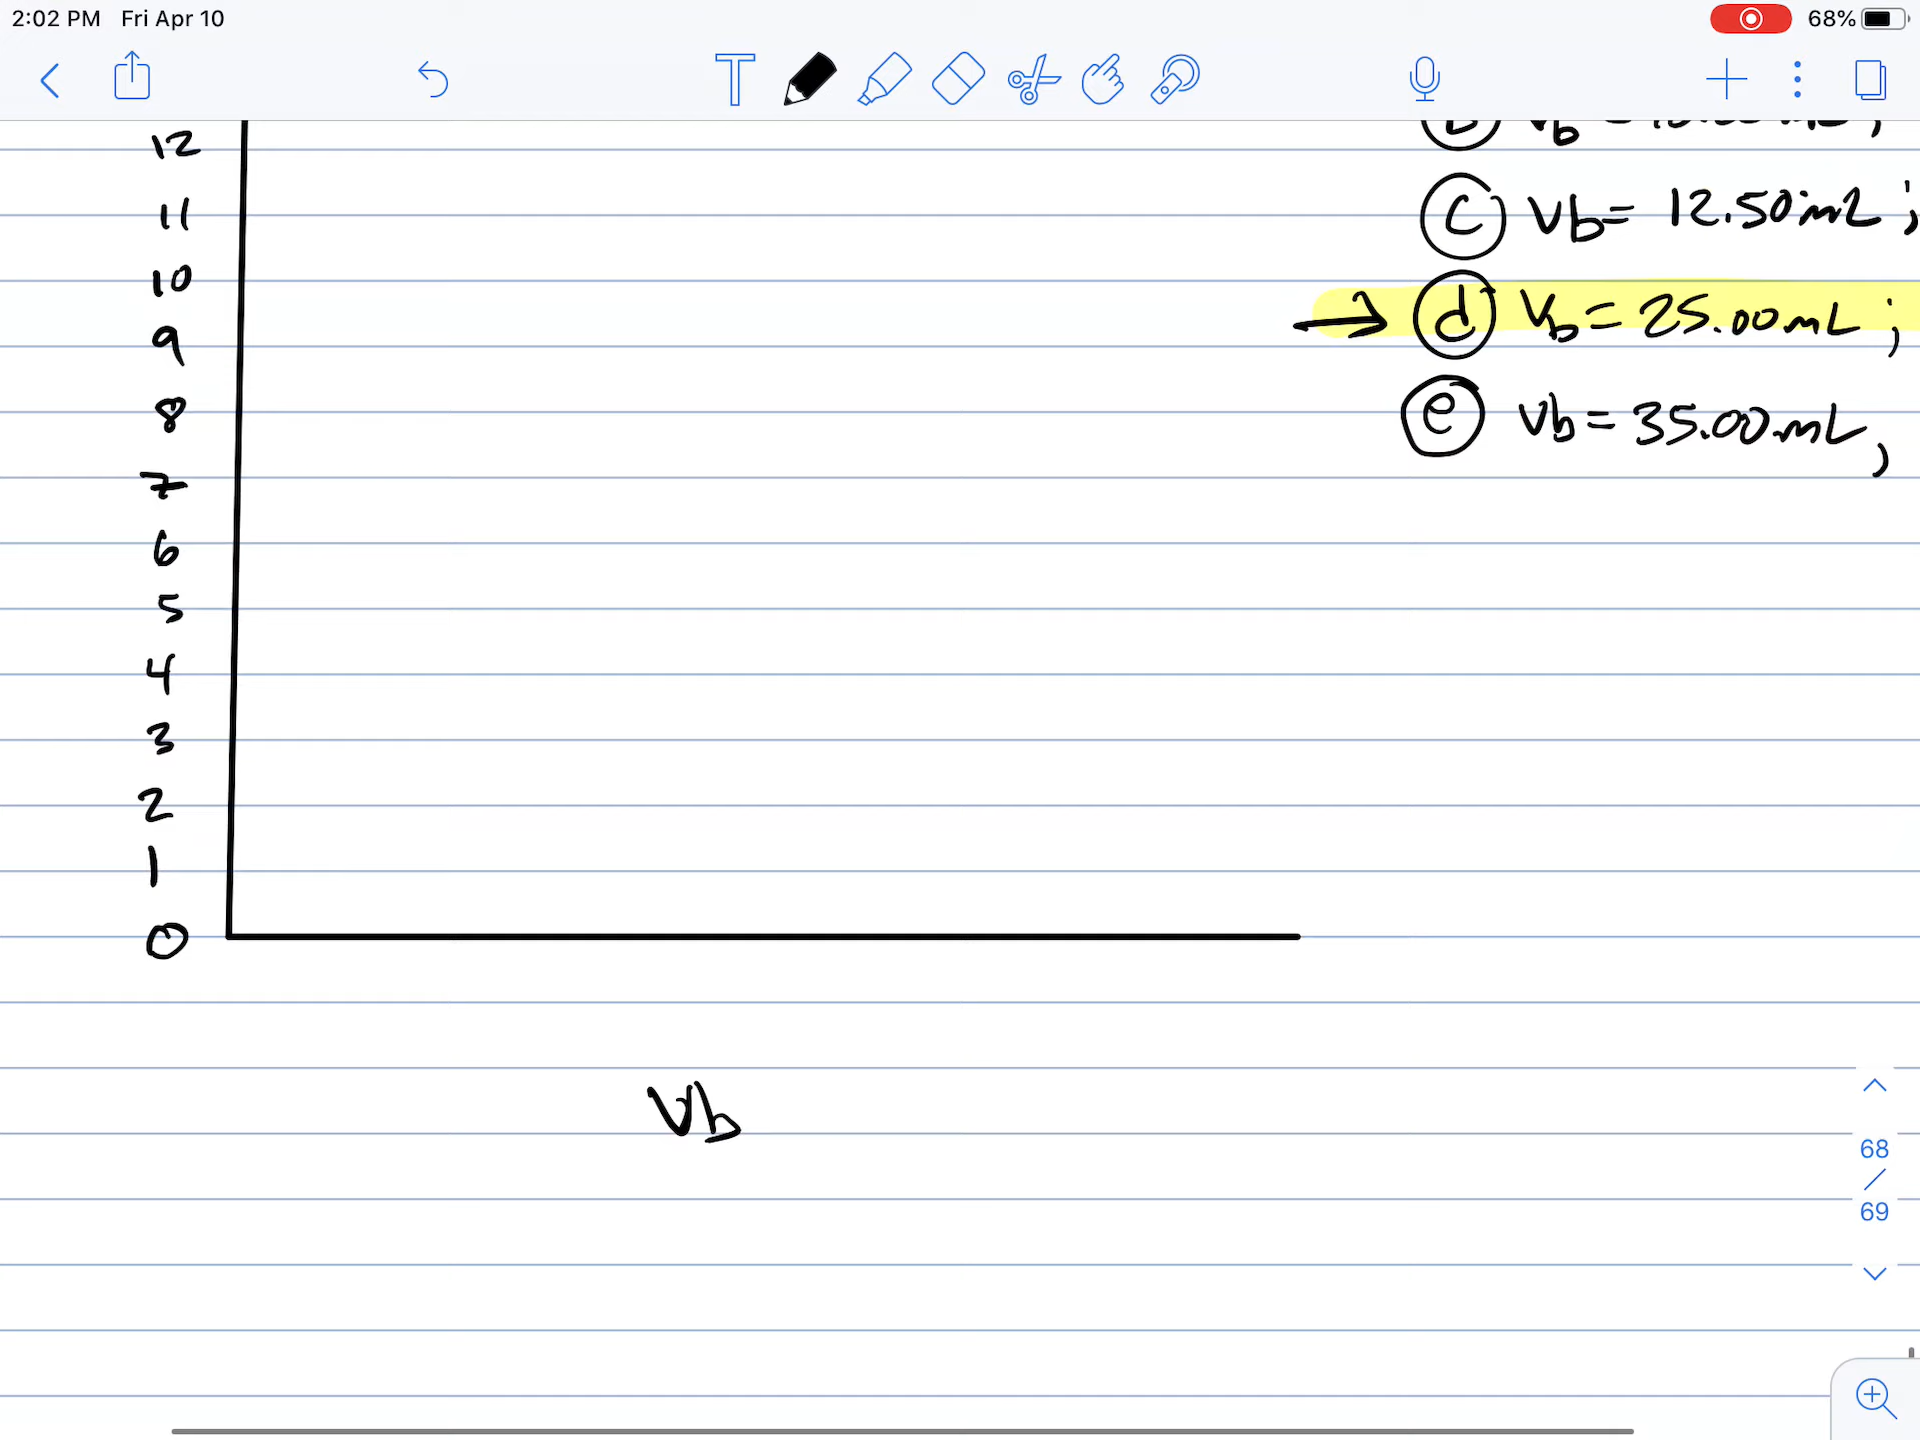 2:02 PM Fri Apr 10
68%
T
12
11
10
9
8
7
6
5
4
3
2
1
0
Vb
c Vb= 12.50mL;
→ d Vb= 25.00mL;
e Vb= 35.00mL,
68
/
69